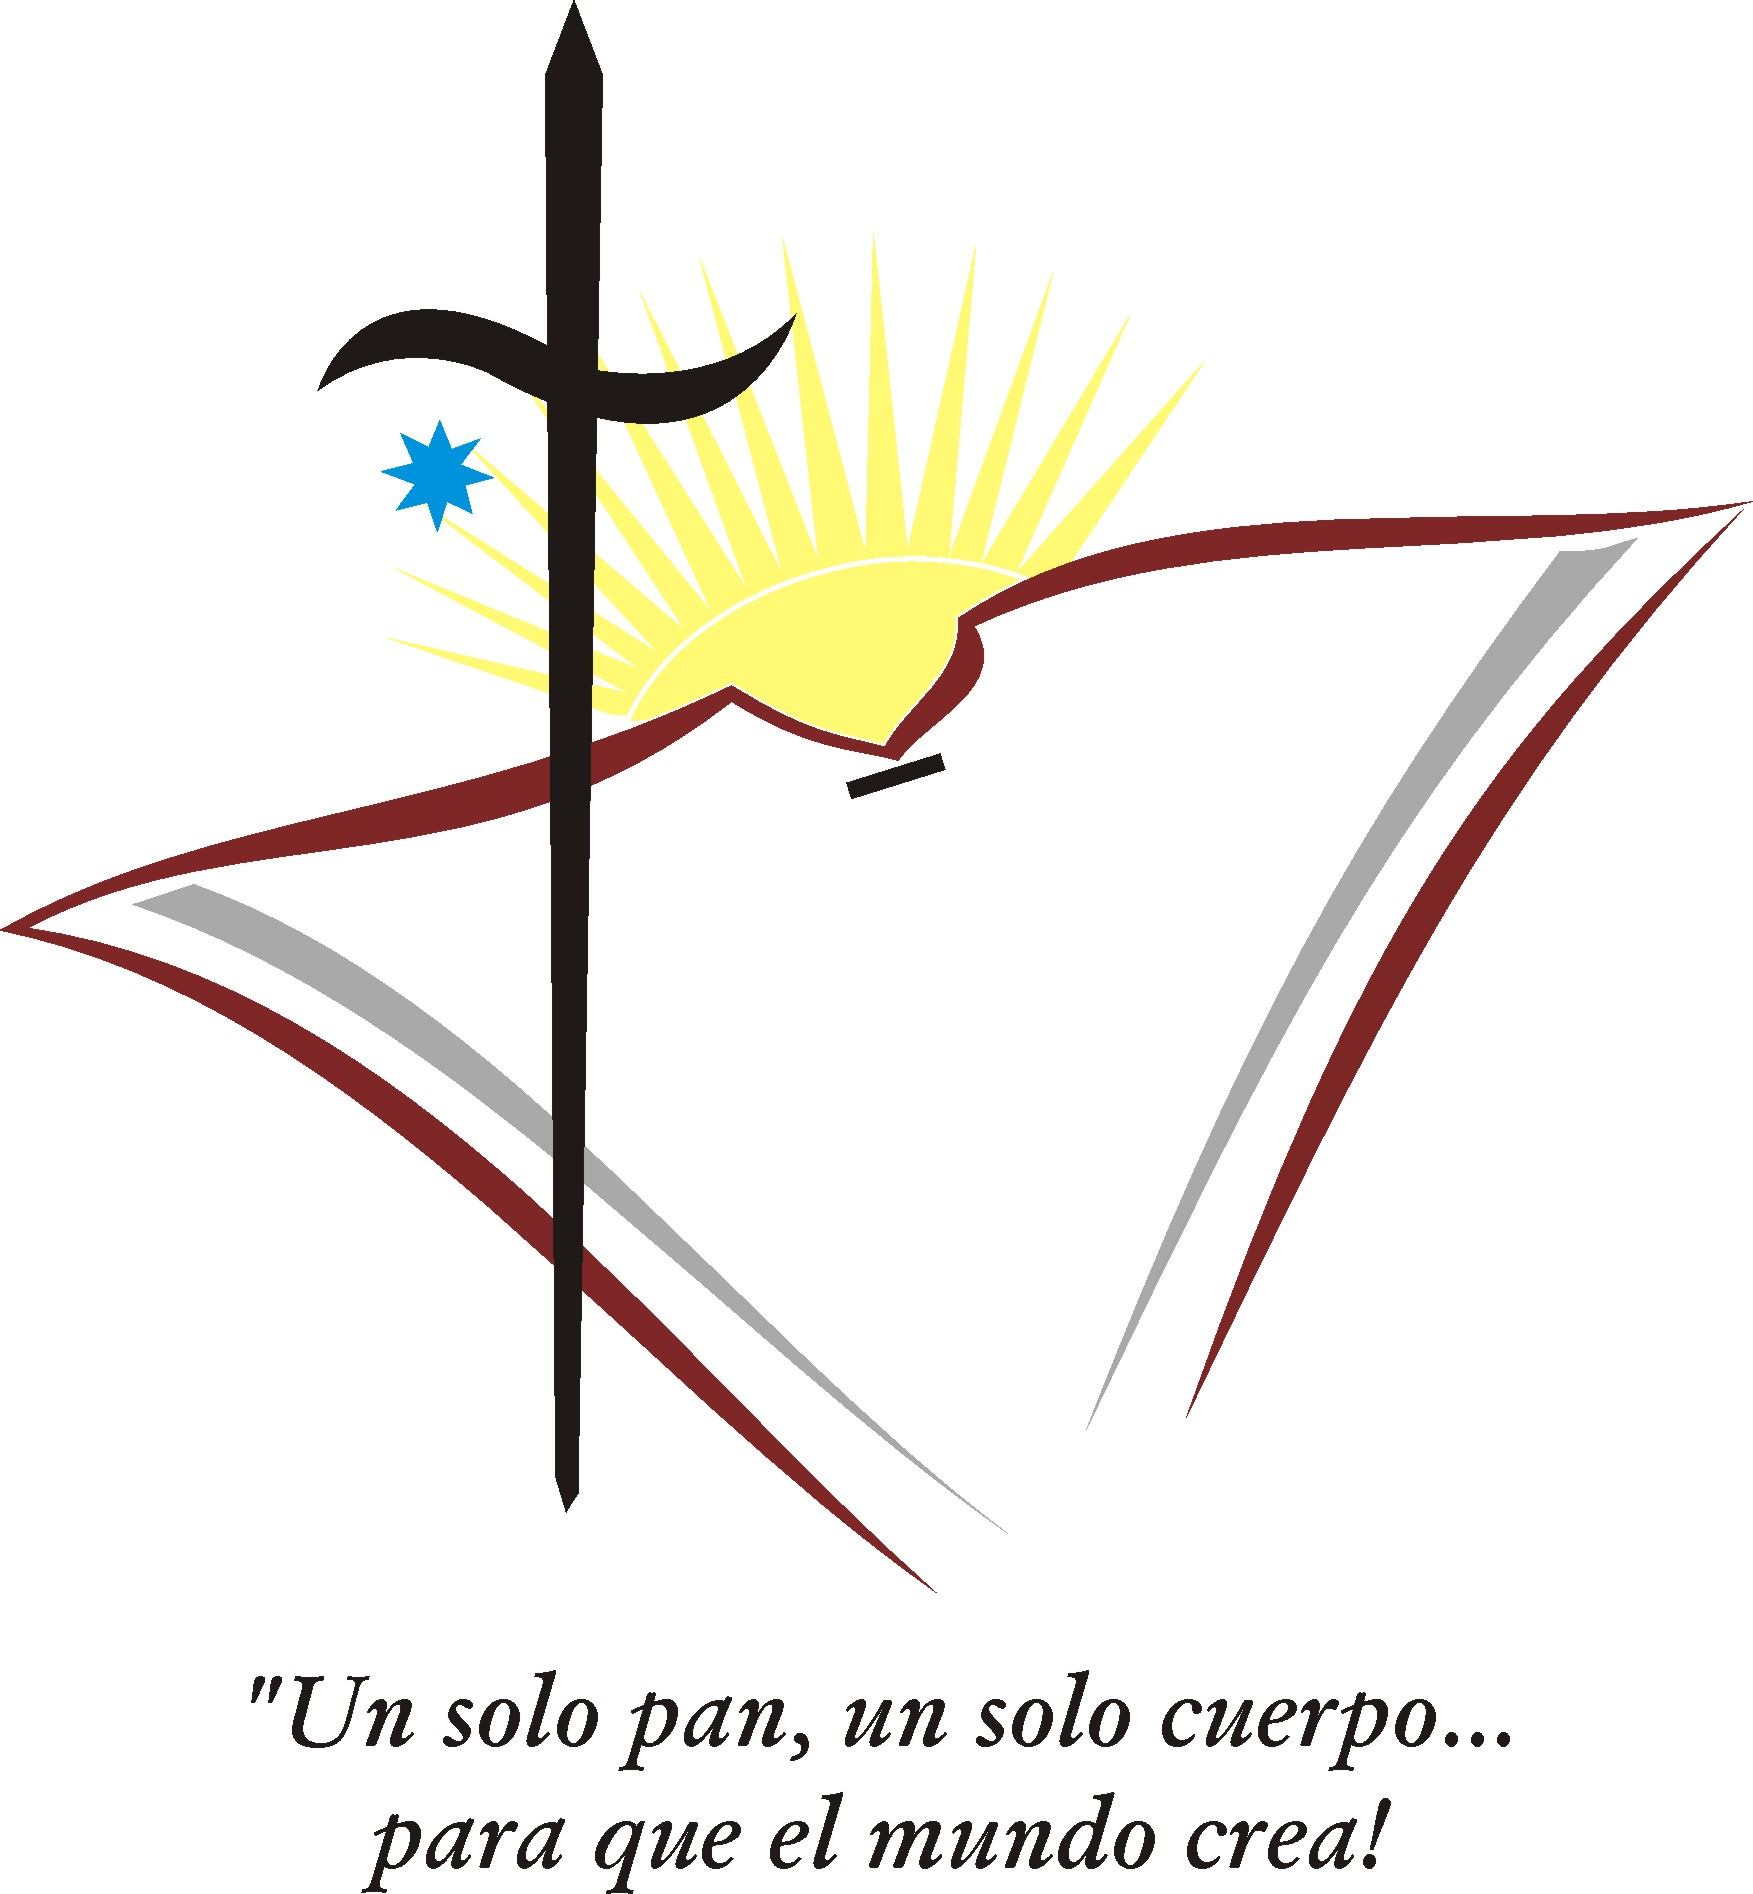 "Un solo pan, un solo cuerpo...
para que el mundo crea!